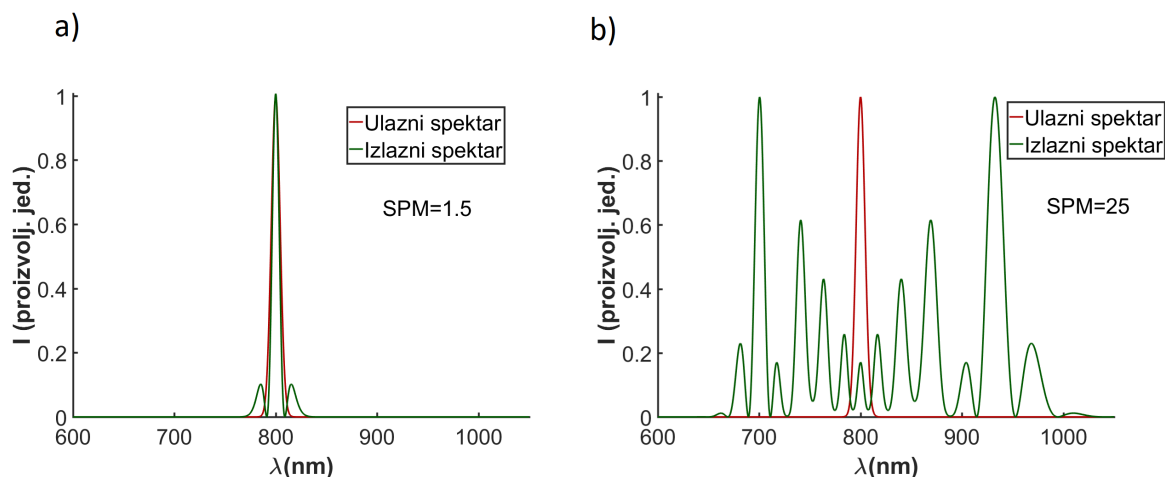 a)
I (proizvolj. jed.)
1
0.8
0.6
0.4
0.2
0
600
700
800
900
1000
λ(nm)
Ulazni spektar
Izlazni spektar
SPM=1.5
b)
I (proizvolj. jed.)
1
0.8
0.6
0.4
0.2
0
600
700
800
900
1000
λ(nm)
Ulazni spektar
Izlazni spektar
SPM=25